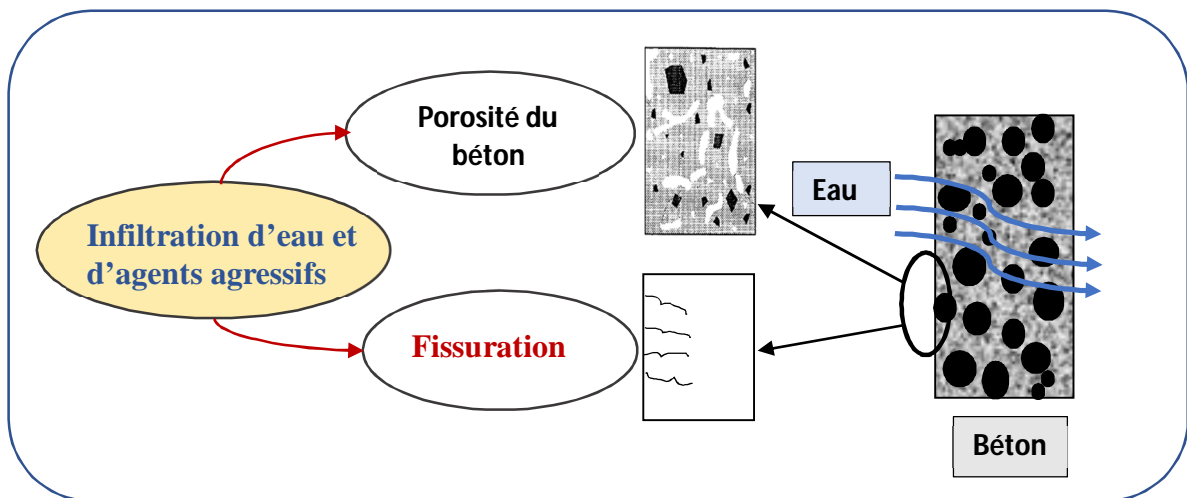 Porosité du
béton
Eau
Infiltration d’eau et
d’agents agressifs
Fissuration
Béton